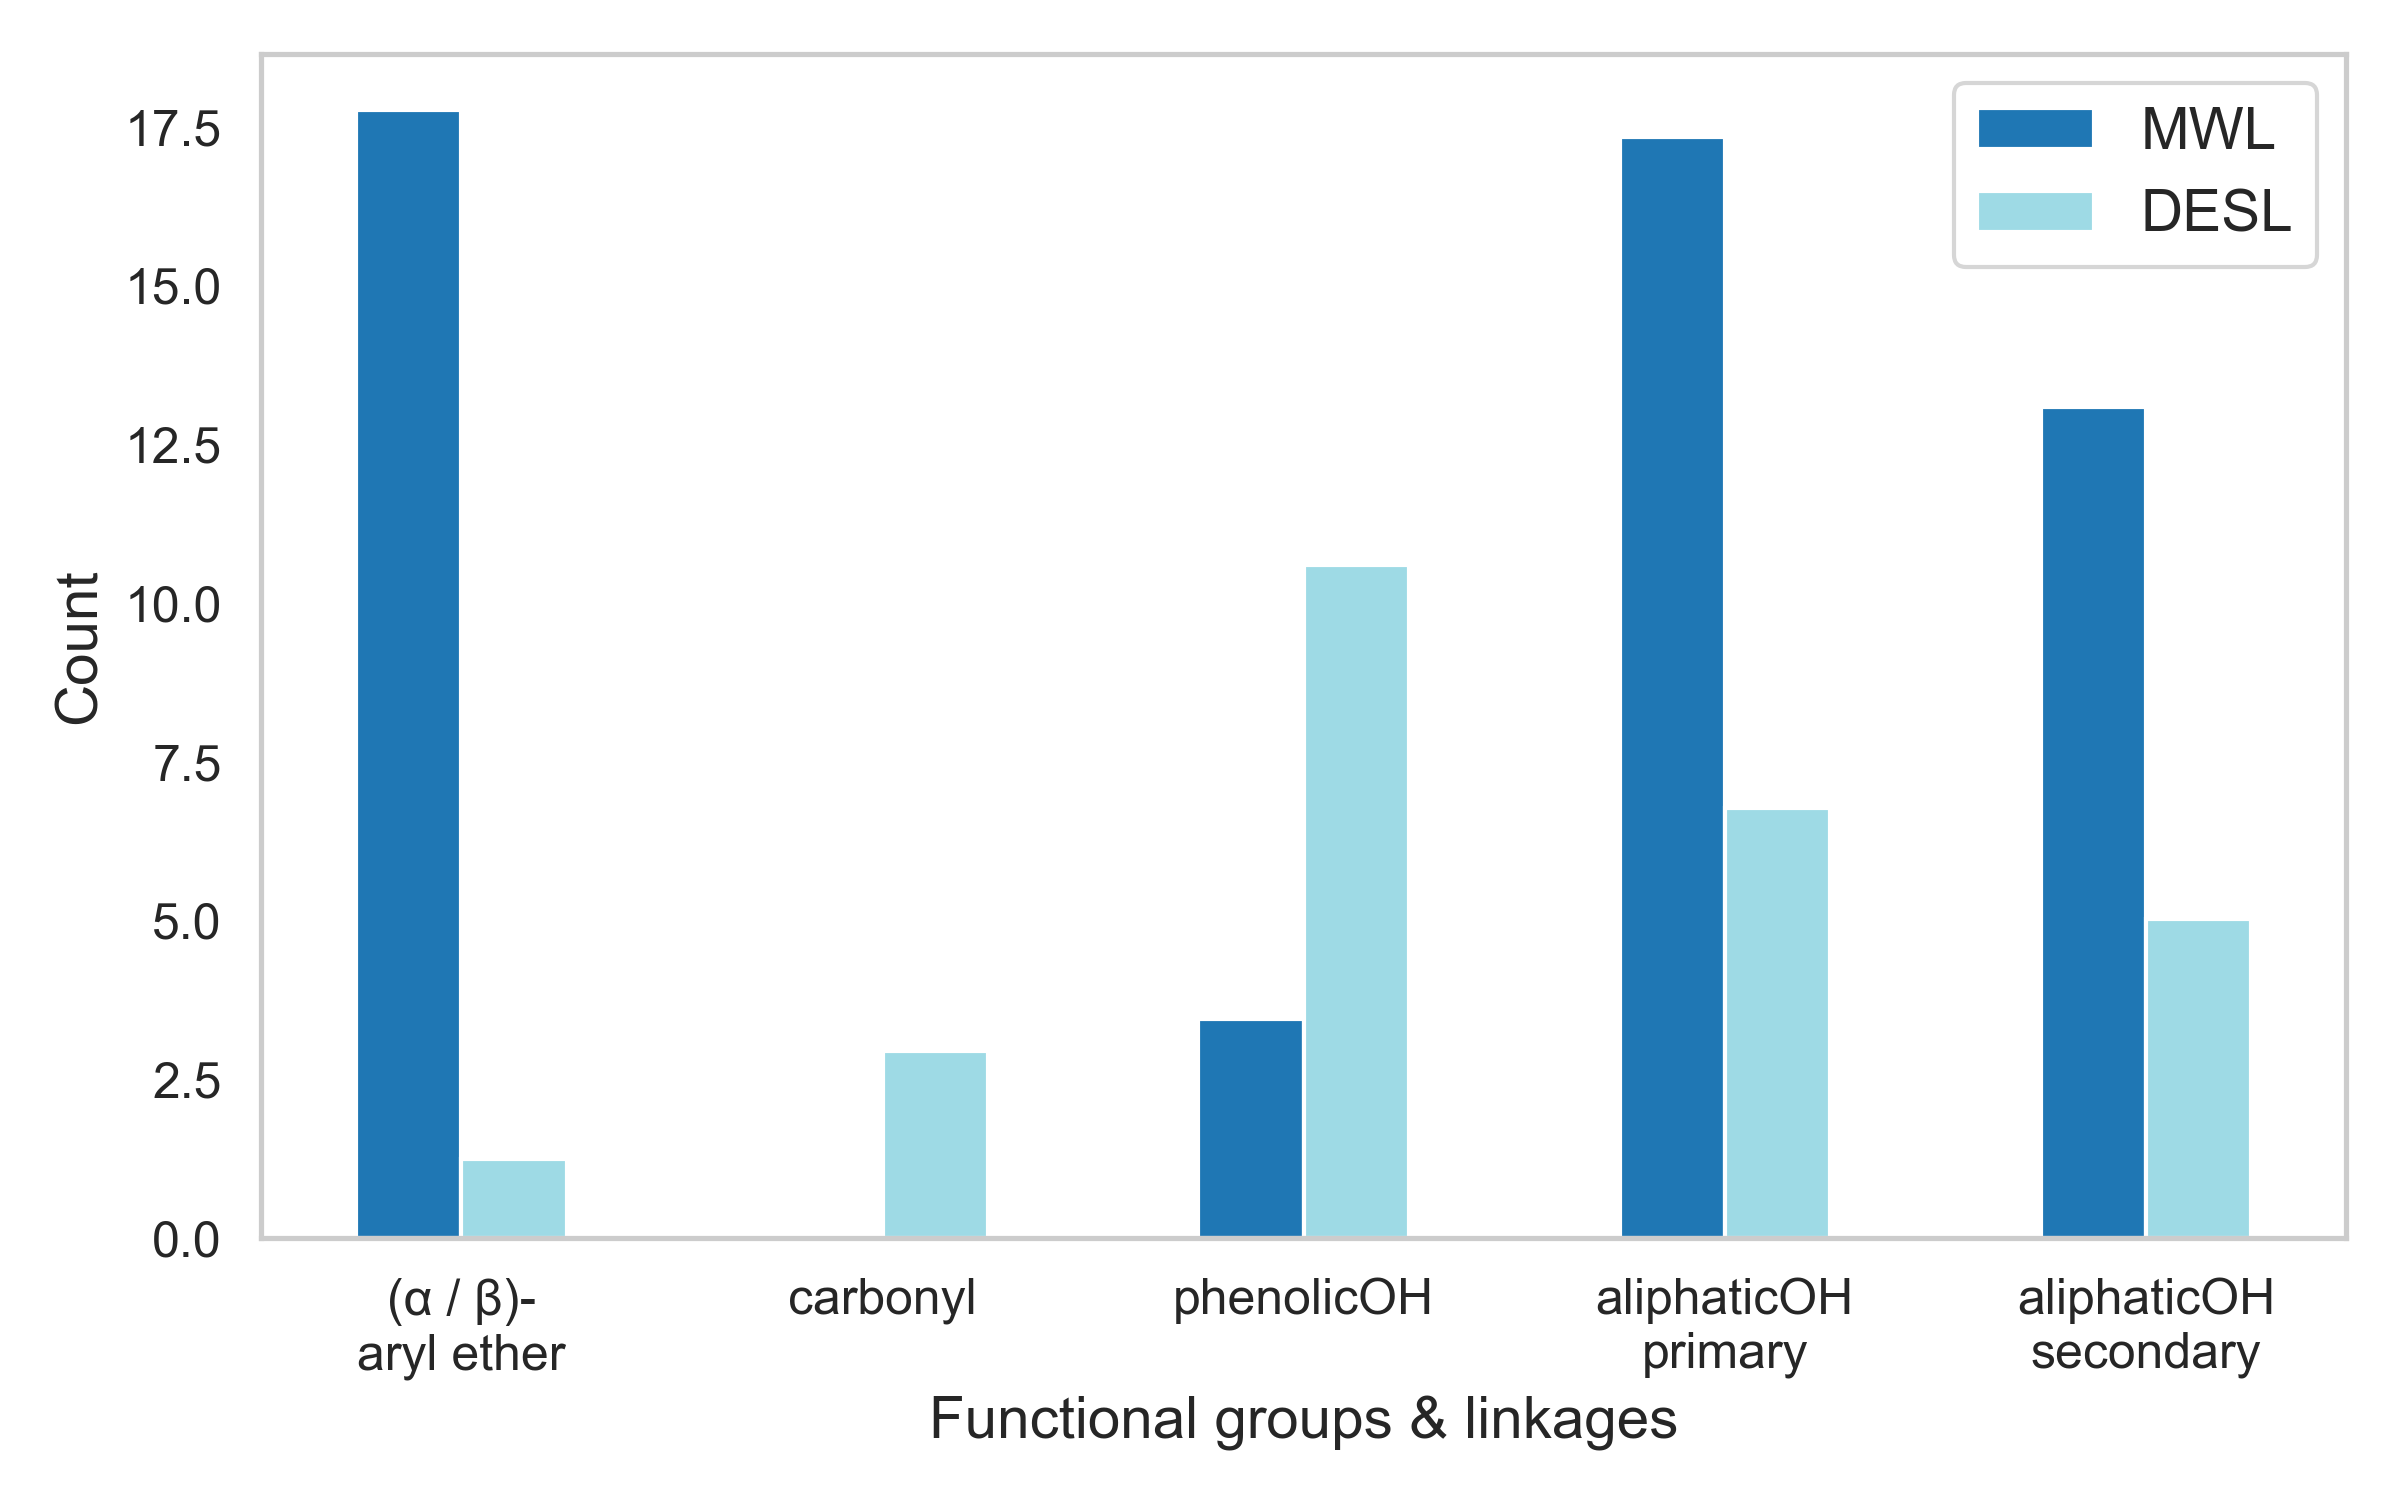 17.5
15.0
12.5
10.0
7.5
5.0
2.5
0.0
Count
MWL
DESL
(α / β)-
aryl ether
carbonyl
phenolicOH
aliphaticOH
primary
aliphaticOH
secondary
Functional groups & linkages